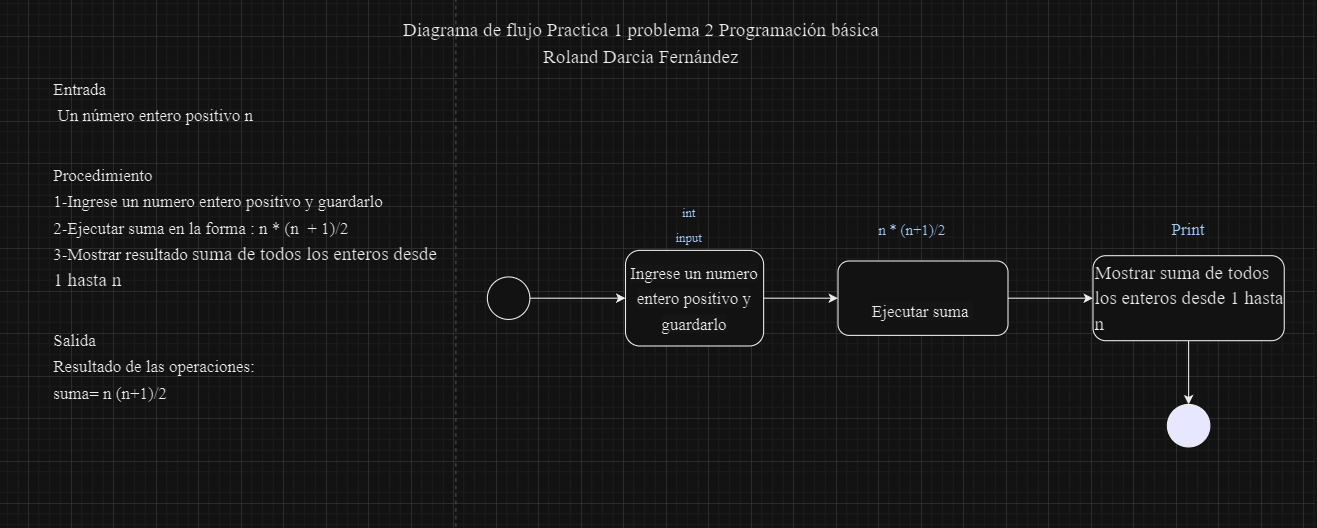 Diagrama de flujo Practica 1 problema 2 Programación básica
Roland Darcia Fernández
Entrada
Un número entero positivo n
Procedimiento
1-Ingrese un numero entero positivo y guardarlo
2-Ejecutar suma en la forma : n * (n + 1)/2
3-Mostrar resultado suma de todos los enteros desde
1 hasta n
Salida
Resultado de las operaciones:
suma= n (n+1)/2
int
input
Ingrese un numero
entero positivo y
guardarlo
n * (n+1)/2
Ejecutar suma
Print
Mostrar suma de todos
los enteros desde 1 hasta
n